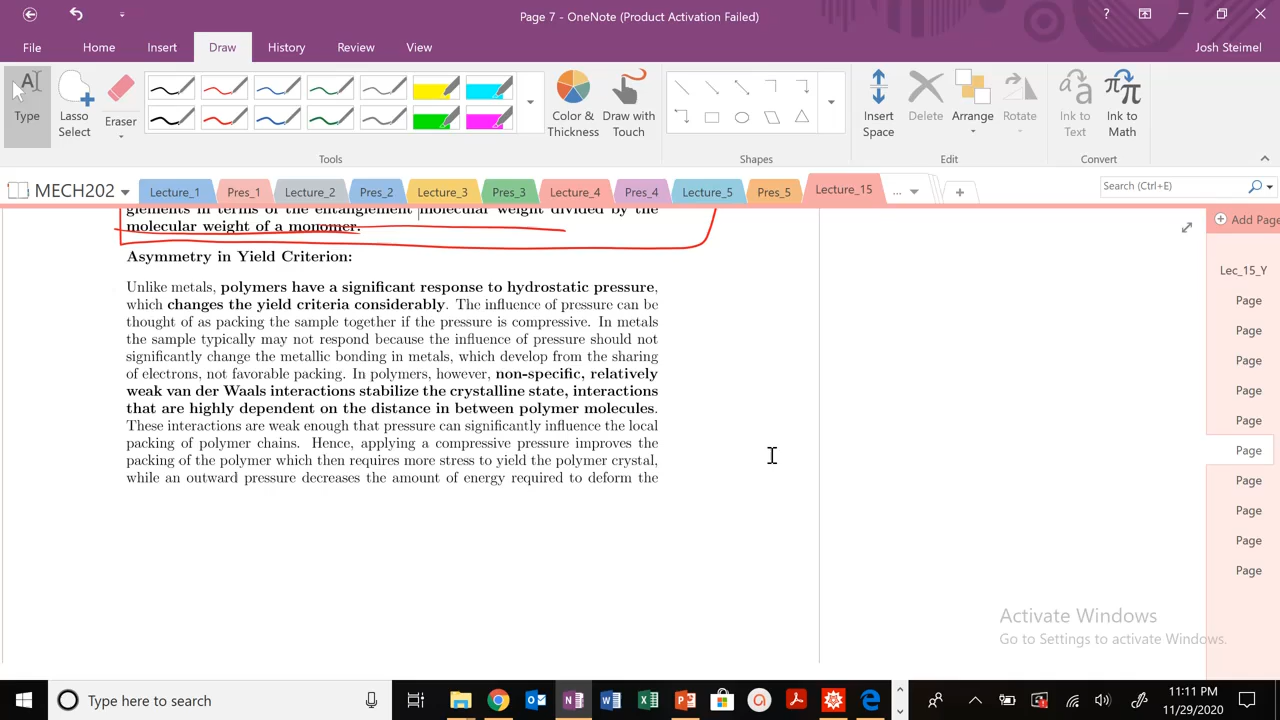 Page 7 - OneNote (Product Activation Failed)
?
File
Home
Insert
Draw
History
Review
View
Josh Steimel
Type
Lasso Select
Eraser
Color & Thickness
Draw with Touch
Insert Space
Delete
Arrange
Rotate
Ink to Text
Ink to Math
Tools
Shapes
Edit
Convert
MECH202
Lecture_1
Pres_1
Lecture_2
Pres_2
Lecture_3
Pres_3
Lecture_4
Pres_4
Lecture_5
Pres_5
Lecture_15
...
Search (Ctrl+E)
Add Page
Lec_15_Y
Page
Page
Page
Page
Page
Page
Page
Page
Page
Page
glements in terms of the entanglement molecular weight divided by the
molecular weight of a monomer.
Asymmetry in Yield Criterion:
Unlike metals, polymers have a significant response to hydrostatic pressure,
which changes the yield criteria considerably. The influence of pressure can be
thought of as packing the sample together if the pressure is compressive. In metals
the sample typically may not respond because the influence of pressure should not
significantly change the metallic bonding in metals, which develop from the sharing
of electrons, not favorable packing. In polymers, however, non-specific, relatively
weak van der Waals interactions stabilize the crystalline state, interactions
that are highly dependent on the distance in between polymer molecules.
These interactions are weak enough that pressure can significantly influence the local
packing of polymer chains. Hence, applying a compressive pressure improves the
packing of the polymer which then requires more stress to yield the polymer crystal,
while an outward pressure decreases the amount of energy required to deform the
Activate Windows
Go to Settings to activate Windows.
Type here to search
11:11 PM
11/29/2020